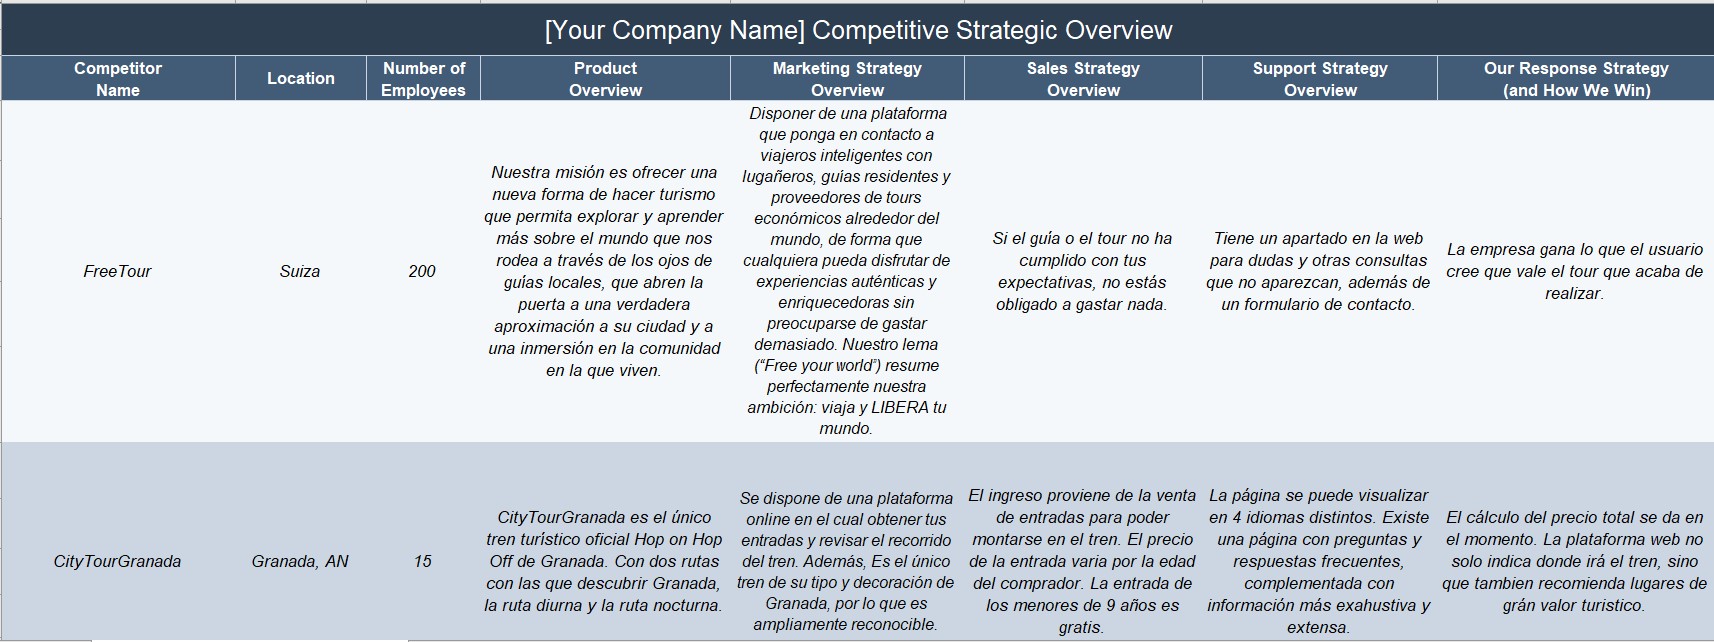 [Your Company Name] Competitive Strategic Overview
Competitor
Name
Location
Number of
Employees
Product
Overview
Marketing Strategy
Overview
Sales Strategy
Overview
Support Strategy
Overview
Our Response Strategy
(and How We Win)
FreeTour
Suiza
200
Nuestra misión es ofrecer una
nueva forma de hacer turismo
que permita explorar y aprender
más sobre el mundo que nos
rodea a través de los ojos de
guías locales, que abren la
puerta a una verdadera
aproximación a su ciudad y a
una inmersión en la comunidad
en la que viven.
Disponer de una plataforma
que ponga en contacto a
viajeros inteligentes con
lugañeros, guías residentes y
proveedores de tours
económicos alrededor del
mundo, de forma que
cualquiera pueda disfrutar de
experiencias auténticas y
enriquecedoras sin
preocuparse de gastar
demasiado. Nuestro lema
(“Free your world”) resume
perfectamente nuestra
ambición: viaja y LIBERA tu
mundo.
Si el guía o el tour no ha
cumplido con tus
expectativas, no estás
obligado a gastar nada.
Tiene un apartado en la web
para dudas y otras consultas
que no aparezcan, además de
un formulario de contacto.
La empresa gana lo que el usuario
cree que vale el tour que acaba de
realizar.
CityTourGranada
Granada, AN
15
CityTourGranada es el único
tren turístico oficial Hop on Hop
Off de Granada. Con dos rutas
con las que descubrir Granada,
la ruta diurna y la ruta nocturna.
Se dispone de una plataforma
online en el cual obtener tus
entradas y revisar el recorrido
del tren. Además, Es el único
tren de su tipo y decoración de
Granada, por lo que es
ampliamente reconocible.
El ingreso proviene de la venta
de entradas para poder
montarse en el tren. El precio
de la entrada varia por la edad
del comprador. La entrada de
los menores de 9 años es
gratis.
La página se puede visualizar
en 4 idiomas distintos. Existe
una página con preguntas y
respuestas frecuentes,
complementada con
información más exahustiva y
extensa.
El cálculo del precio total se da en
el momento. La plataforma web no
solo indica donde irá el tren, sino
que tambien recomienda lugares de
grán valor turistico.